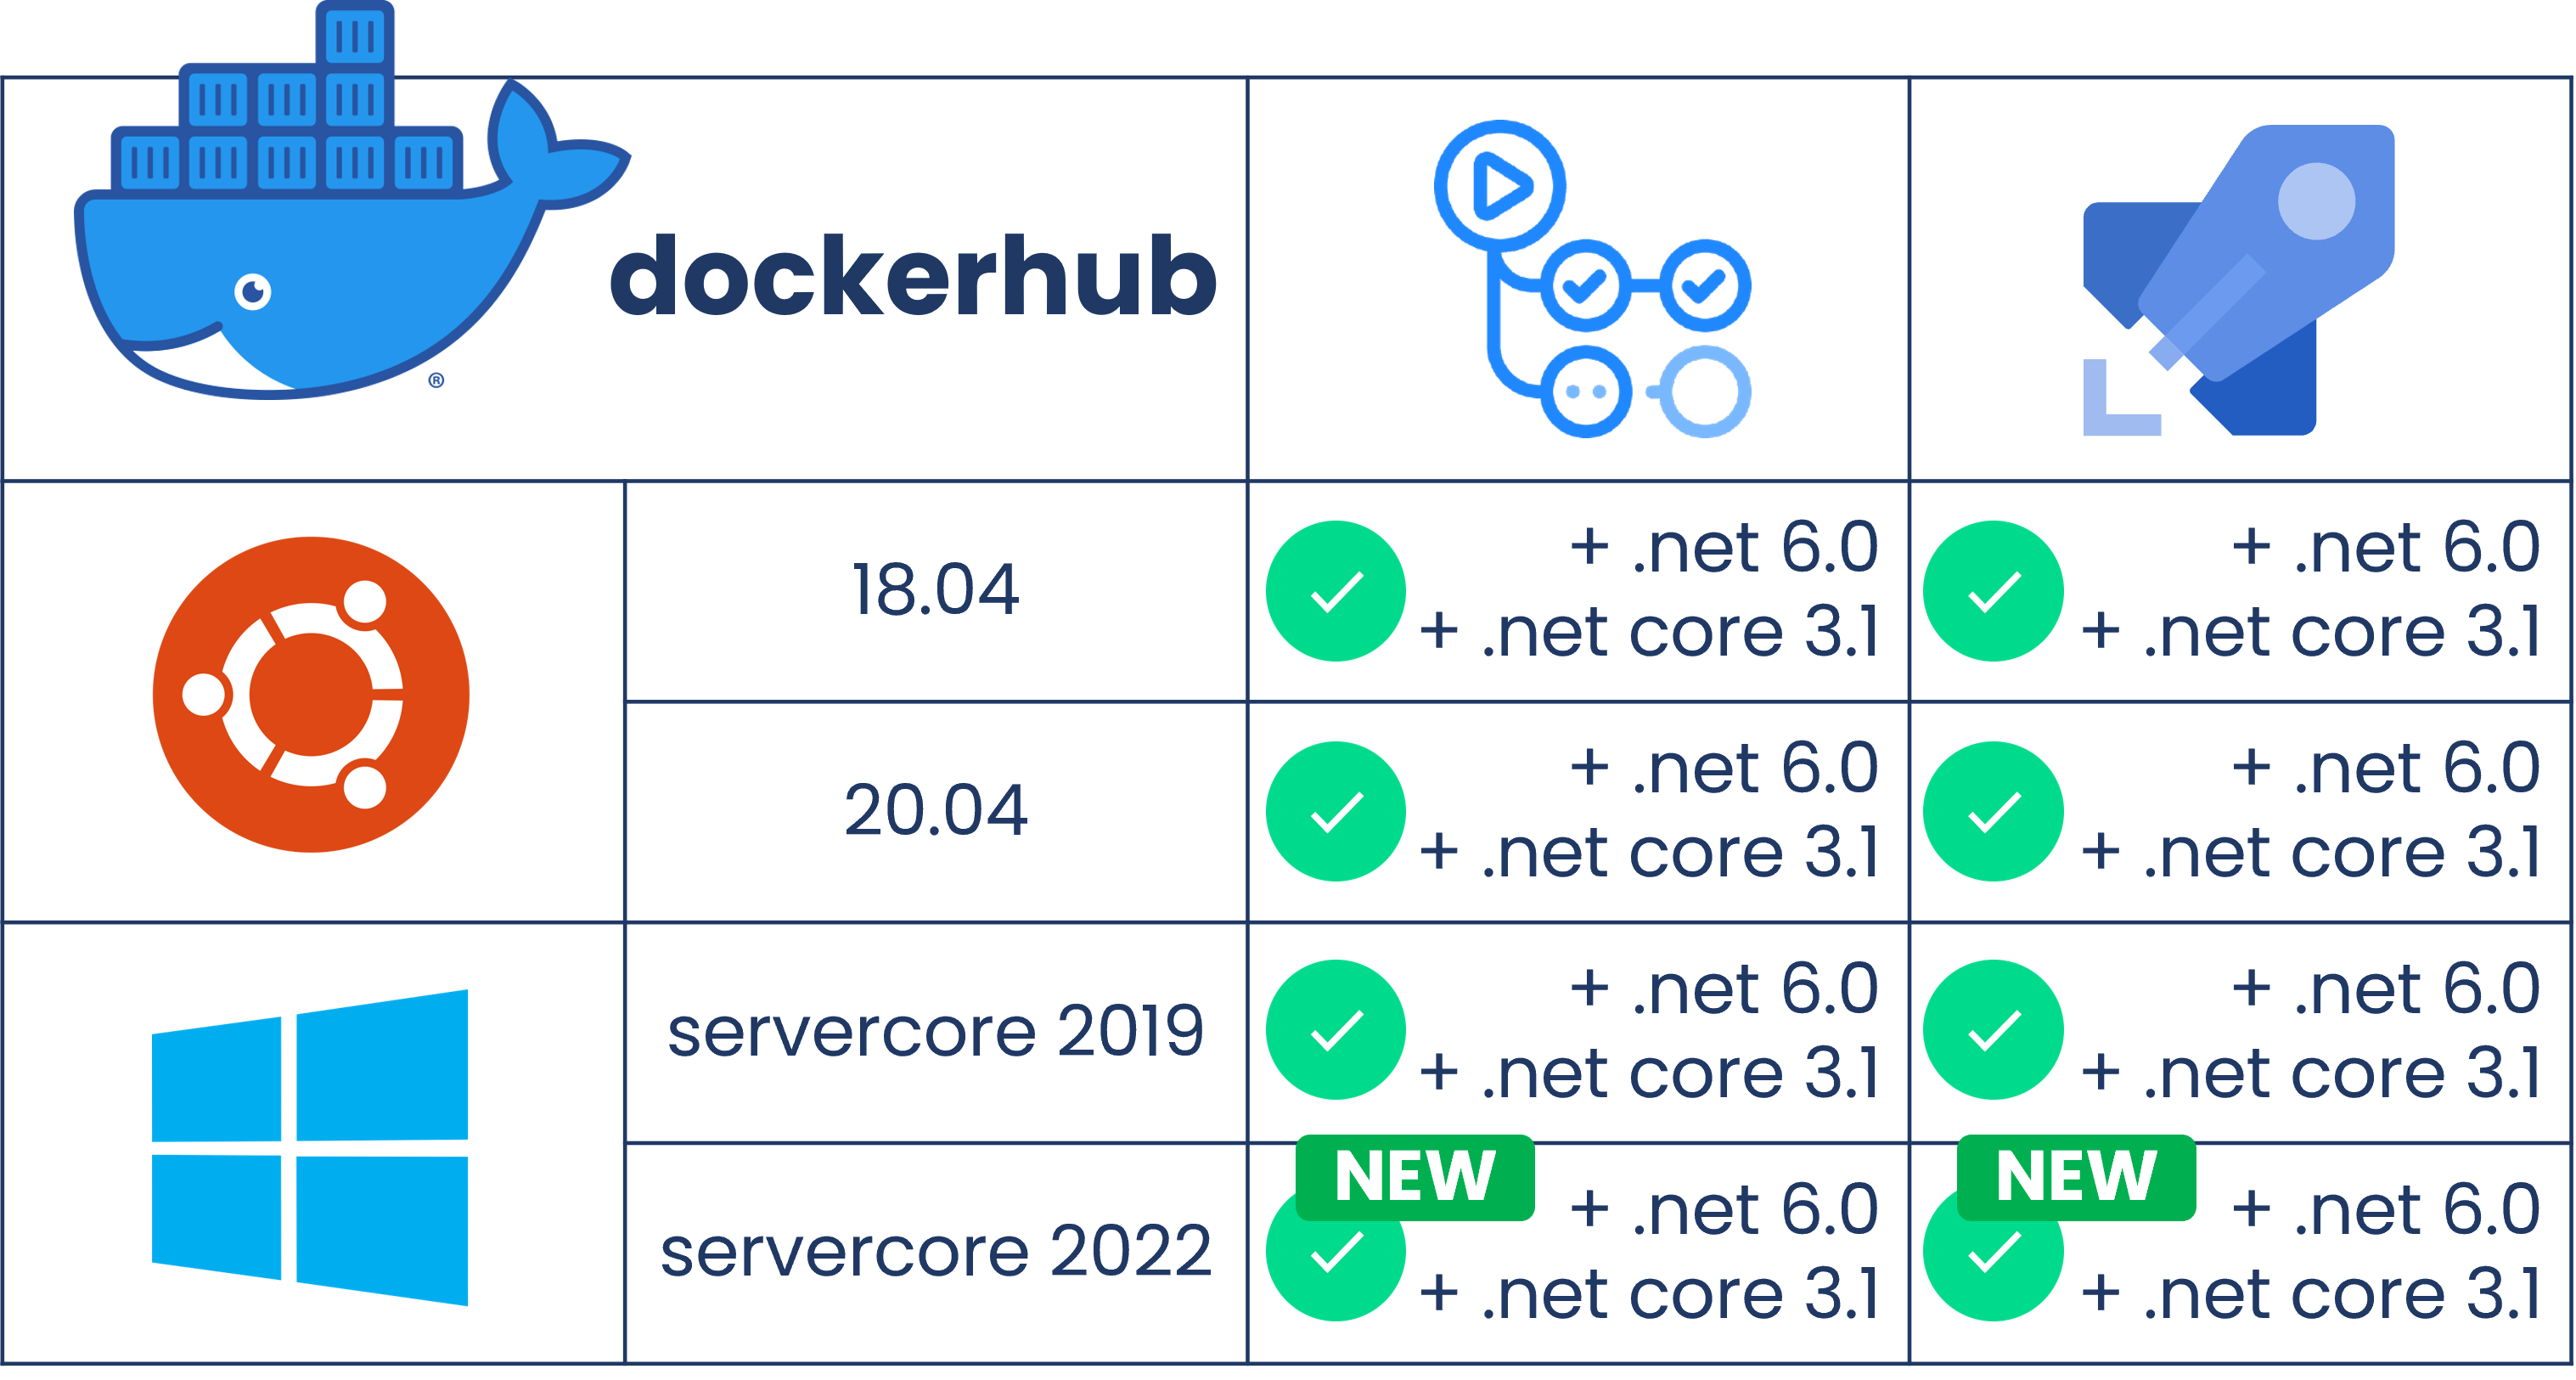 dockerhub
®
18.04
+ .net 6.0
+ .net core 3.1
+ .net 6.0
+ .net core 3.1
20.04
+ .net 6.0
+ .net core 3.1
+ .net 6.0
+ .net core 3.1
servercore 2019
+ .net 6.0
+ .net core 3.1
+ .net 6.0
+ .net core 3.1
servercore 2022
NEW
+ .net 6.0
+ .net core 3.1
NEW
+ .net 6.0
+ .net core 3.1